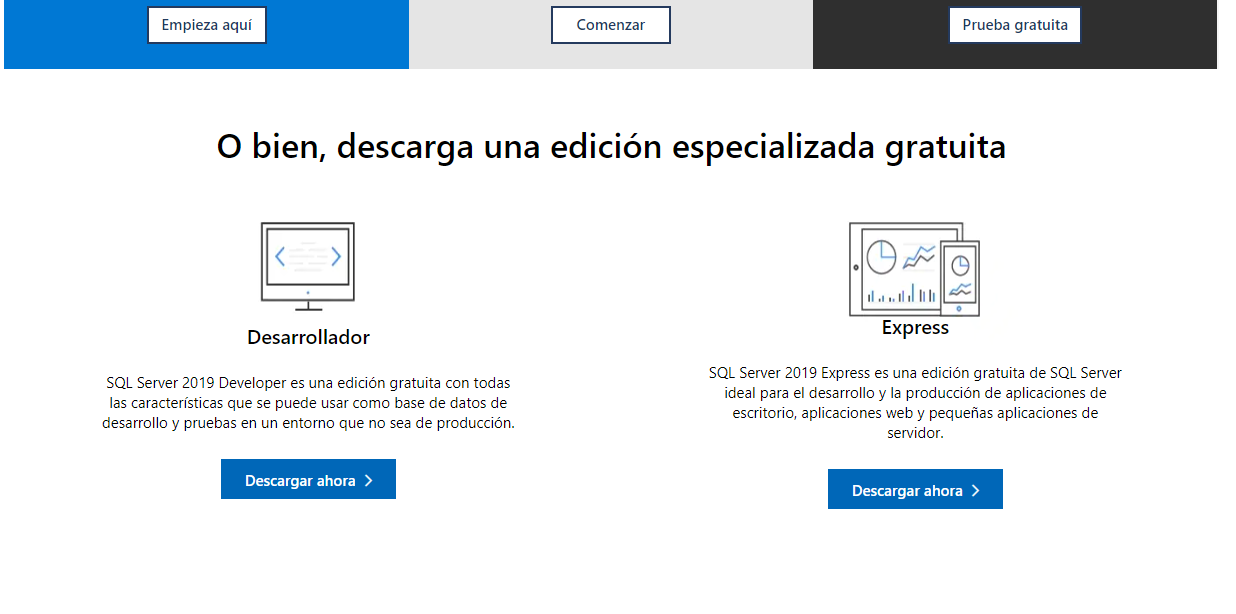 Empieza aquí
Comenzar
Prueba gratuita
O bien, descarga una edición especializada gratuita
Desarrollador
SQL Server 2019 Developer es una edición gratuita con todas
las características que se puede usar como base de datos de
desarrollo y pruebas en un entorno que no sea de producción.
Descargar ahora
Express
SQL Server 2019 Express es una edición gratuita de SQL Server
ideal para el desarrollo y la producción de aplicaciones de
escritorio, aplicaciones web y pequeñas aplicaciones de
servidor.
Descargar ahora